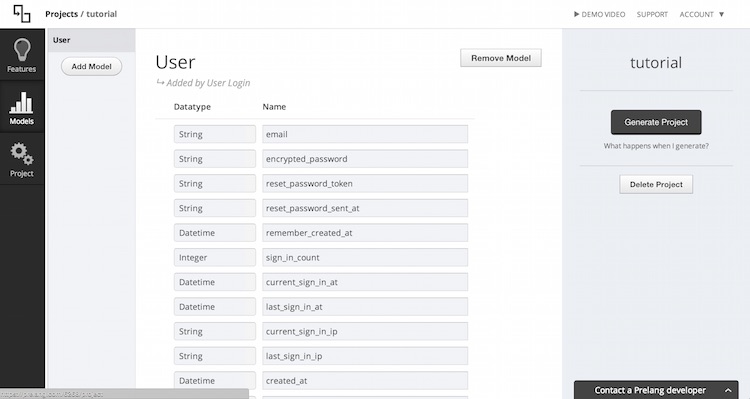 Projects / tutorial
▶ DEMO VIDEO SUPPORT ACCOUNT ▼
Features
Models
Project
User
Add Model
User
↪ Added by User Login
Remove Model
Datatype Name
String email
String encrypted_password
String reset_password_token
String reset_password_sent_at
Datetime remember_created_at
Integer sign_in_count
Datetime current_sign_in_at
Datetime last_sign_in_at
String current_sign_in_ip
String last_sign_in_ip
Datetime created_at
tutorial
Generate Project
What happens when I generate?
Delete Project
Contact a Prelang developer